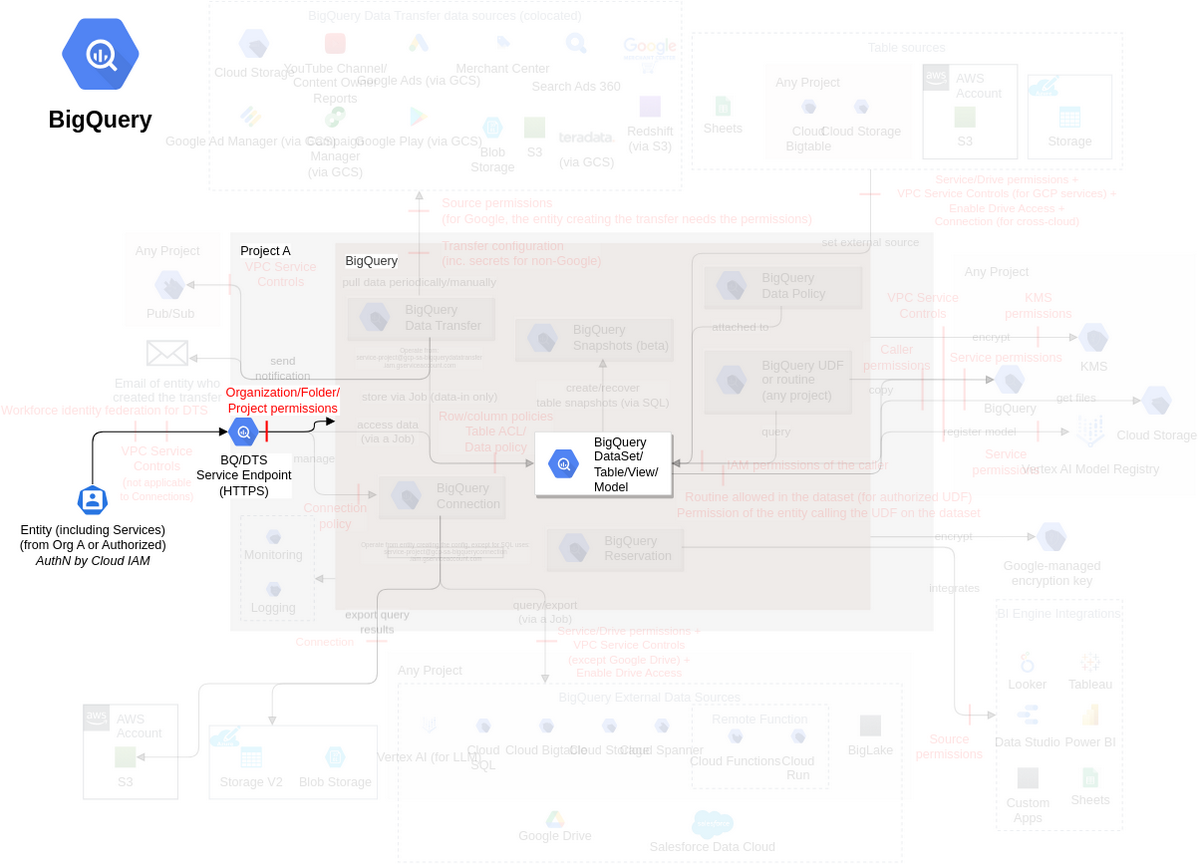 BigQuery
BigQuery Data Transfer data sources (colocated)
Cloud Storage
YouTube Channel/
Content Owner
Reports
Google Ads (via GCS)
Merchant Center
Search Ads 360
Google
Google Ad Manager (via GCS)
Campaign
Manager
(via GCS)
Google Play (via GCS)
Blob
Storage
S3
teradata.
(via GCS)
Redshift
(via S3)
Table sources
Sheets
Any Project
Cloud
Bigtable
Cloud Storage
aws
AWS
Account
S3
Storage
Source permissions
(for Google, the entity creating the transfer needs the permissions)
Transfer configuration
(inc. secrets for non-Google)
Service/Drive permissions +
VPC Service Controls (for GCP services) +
Enable Drive Access +
Connection (for cross-cloud)
set external source
Any Project
Pub/Sub
VPC Service
Controls
Project A
BigQuery
pull data periodically/manually
BigQuery
Data Transfer
BigQuery
Snapshots (beta)
BigQuery
Data Policy
attached to
BigQuery UDF
or routine
(any project)
send
notification
Email of entity who
created the transfer
store via Job (data-in only)
create/recover
table snapshots (via SQL)
query
copy
Any Project
VPC Service
Controls
KMS
permissions
encrypt
KMS
Caller
permissions
Service permissions
BigQuery
get files
Cloud Storage
register model
Service
permissions
Vertex AI Model Registry
Workforce identity federation for DTS
VPC Service
Controls
(not applicable
to Connections)
Organization/Folder/
Project permissions
BQ/DTS
Service Endpoint
(HTTPS)
Entity (including Services)
(from Org A or Authorized)
AuthN by Cloud IAM
manage
access data
(via a Job)
Row/column policies
Table ACL/
Data policy
BigQuery
DataSet/
Table/View/
Model
IAM permissions of the caller
Routine allowed in the dataset (for authorized UDF)
Permission of the entity calling the UDF on the dataset
Connection
policy
BigQuery
Connection
BigQuery
Reservation
Monitoring
Logging
encrypt
Google-managed
encryption key
integrates
export query
results
Connection
query/export
(via a Job)
Service/Drive permissions +
VPC Service Controls
(except Google Drive) +
Enable Drive Access
BI Engine Integrations
Looker
Tableau
Data Studio
Power BI
Custom
Apps
Sheets
Source
permissions
aws
AWS
Account
S3
Storage V2
Blob Storage
Any Project
BigQuery External Data Sources
Vertex AI (for LLM)
Cloud
SQL
Cloud Bigtable
Cloud Storage
Cloud Spanner
Remote Function
Cloud Functions
Cloud
Run
BigLake
Google Drive
Salesforce Data Cloud